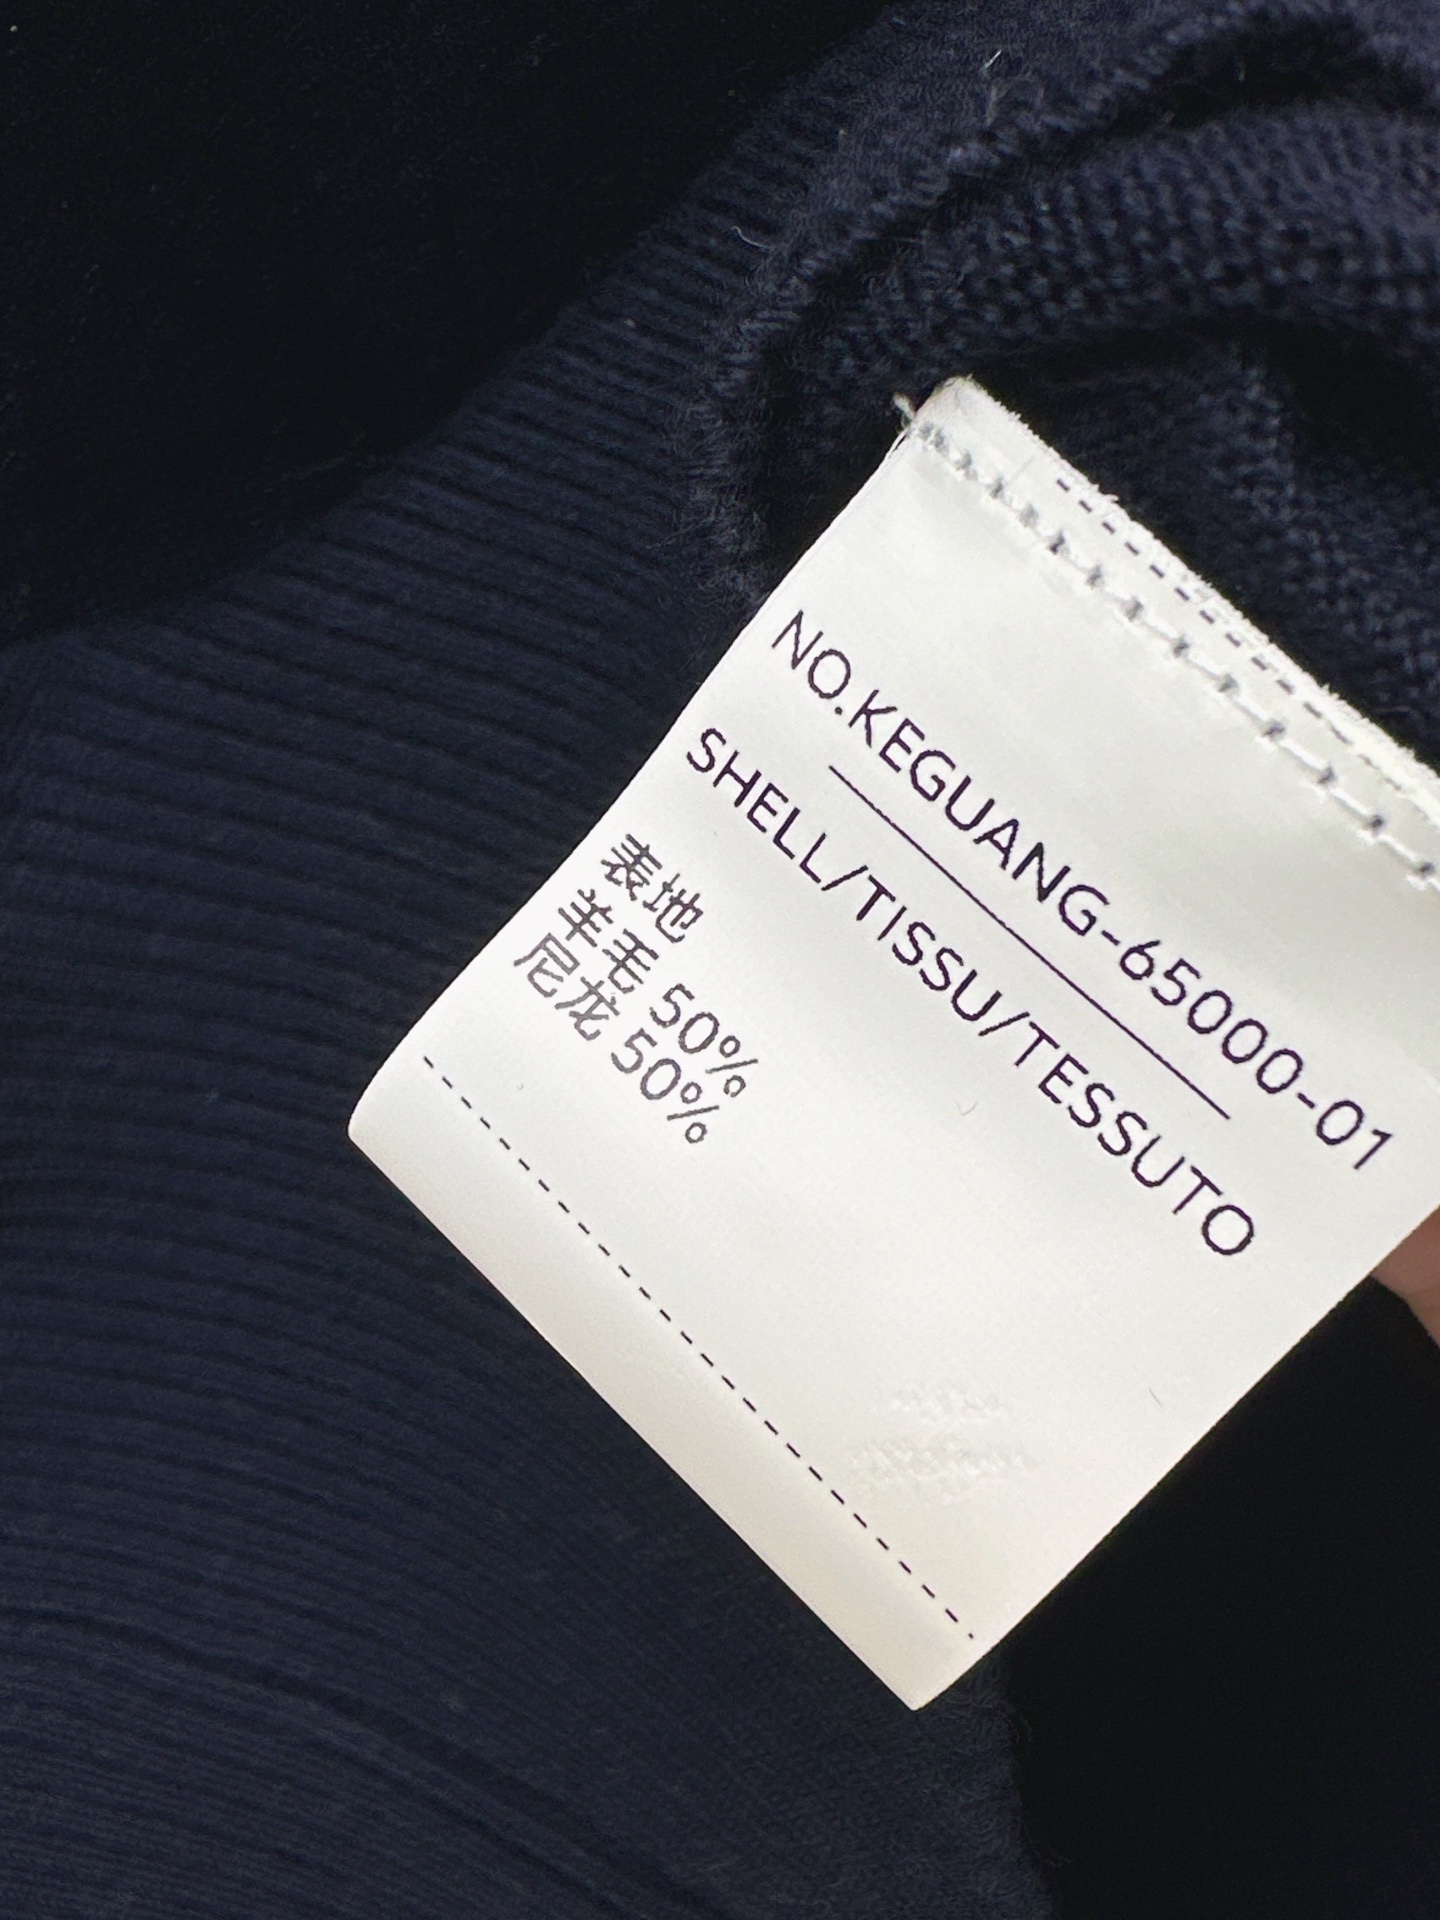 NO.KEGUANG-65000-01
SHELL/TISSU/TESSUTO
表地
羊毛 50%
尼龙 50%